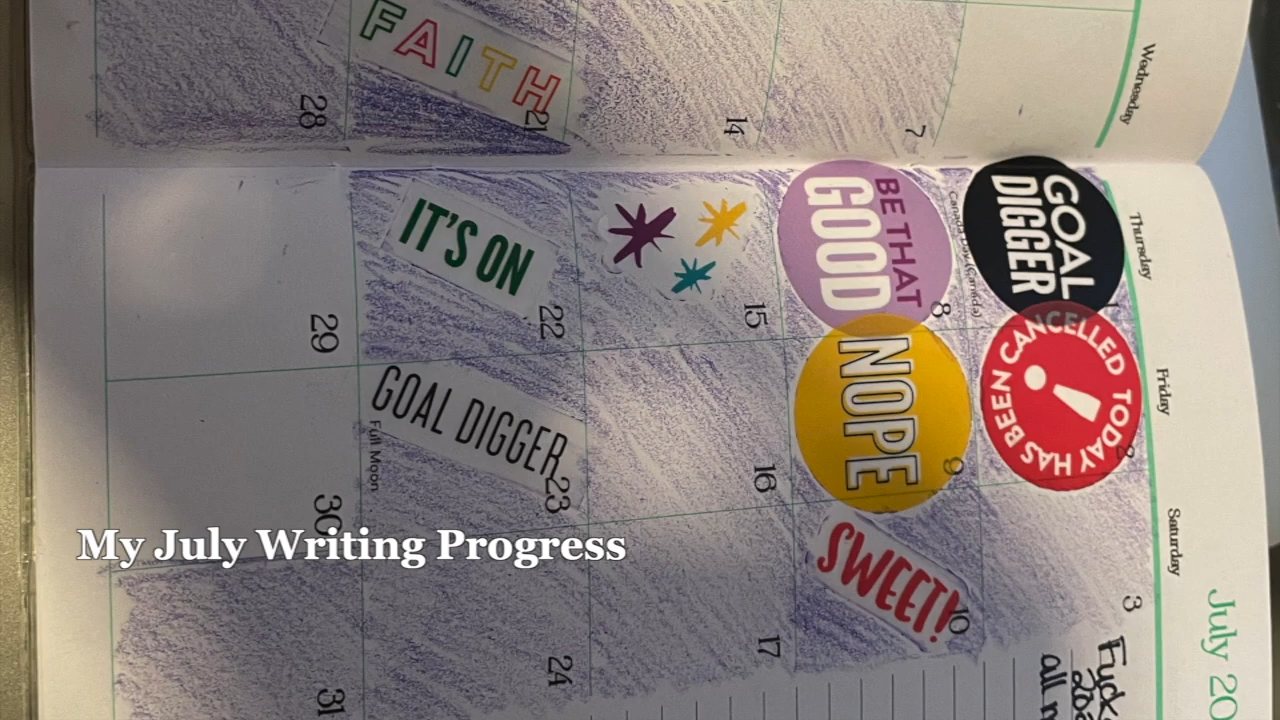 July 20
Wednesday
Thursday
Friday
Saturday
GOAL
DIGGER
1
Canada Day (Canada)
TODAY HAS BEEN CANCELLED
!
2
3
7
BE THAT
GOOD
8
NOPE
9
SWEET!
10
14
15
16
17
FAITH
21
IT'S ON
22
GOAL DIGGER
23
Full Moon
24
28
29
30
31
all
My July Writing Progress